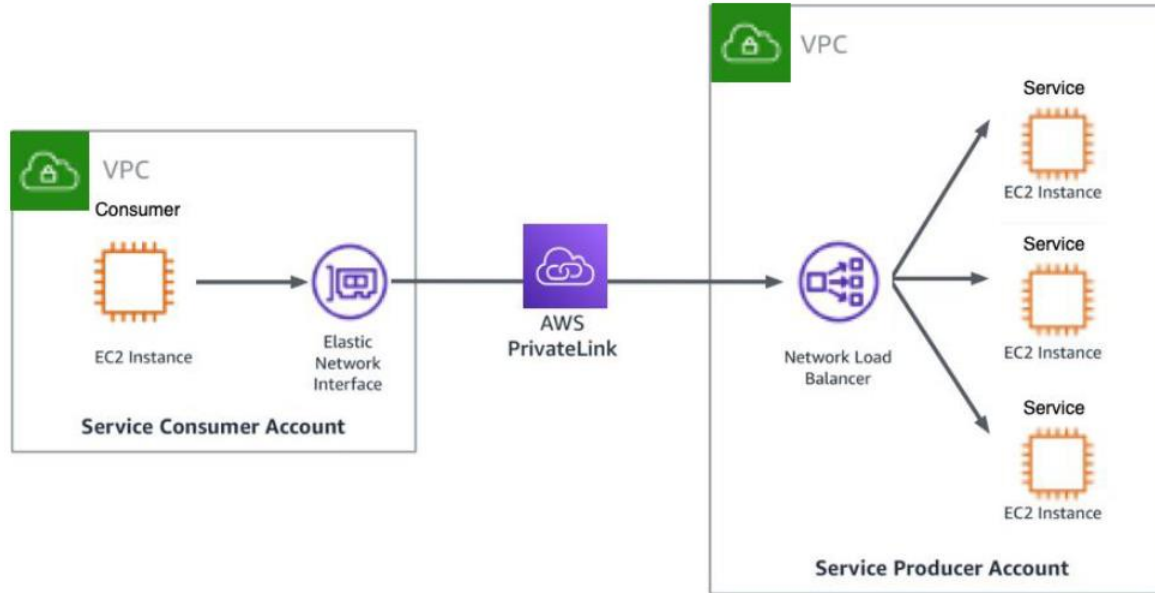 VPC
Consumer
EC2 Instance
Elastic
Network
Interface
Service Consumer Account
AWS
PrivateLink
VPC
Network Load
Balancer
Service
EC2 Instance
Service
EC2 Instance
Service
EC2 Instance
Service Producer Account